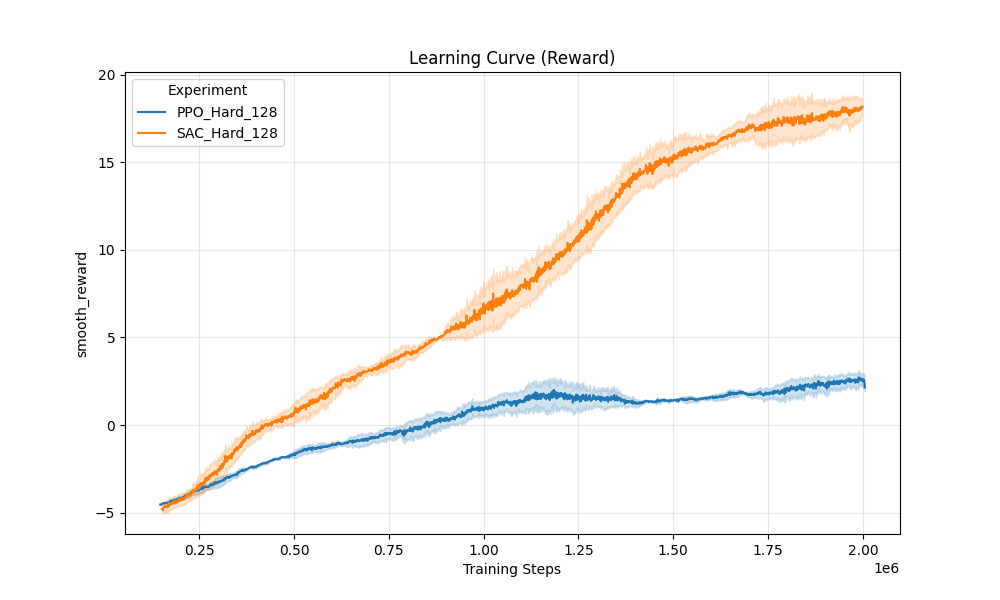 Learning Curve (Reward)
Experiment
PPO_Hard_128
SAC_Hard_128
smooth_reward
20
15
10
5
0
−5
0.25 0.50 0.75 1.00 1.25 1.50 1.75 2.00
1e6
Training Steps